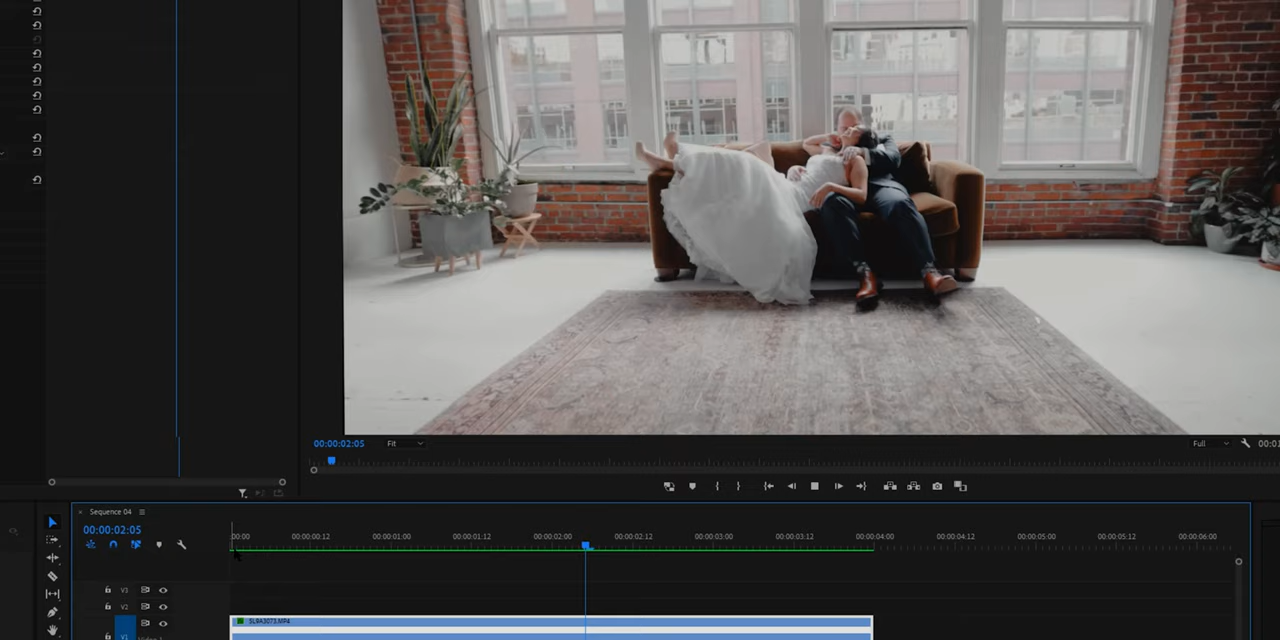 00:00:02:05 Fit Full
× Sequence 04
00:00:02:05
:00:00 00:00:00:12 00:00:01:00 00:00:01:12 00:00:02:00 00:00:02:12 00:00:03:00 00:00:03:12 00:00:04:00 00:00:04:12 00:00:05:00 00:00:05:12 00:00:06:00
V3
V2
SL9A3073.MP4
V1